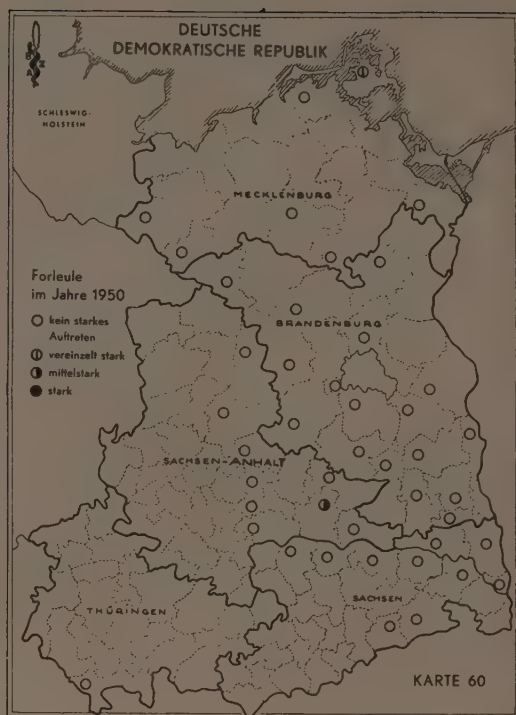 DEUTSCHE
DEMOKRATISCHE REPUBLIK
SCHLESWIG-
HOLSTEIN
MECKLENBURG
Forleule
im Jahre 1950
kein starkes
Auftreten
vereinzelt stark
mittelstark
stark
BRANDENBURG
SACHSEN-ANHALT
THÜRINGEN
SACHSEN
KARTE 60